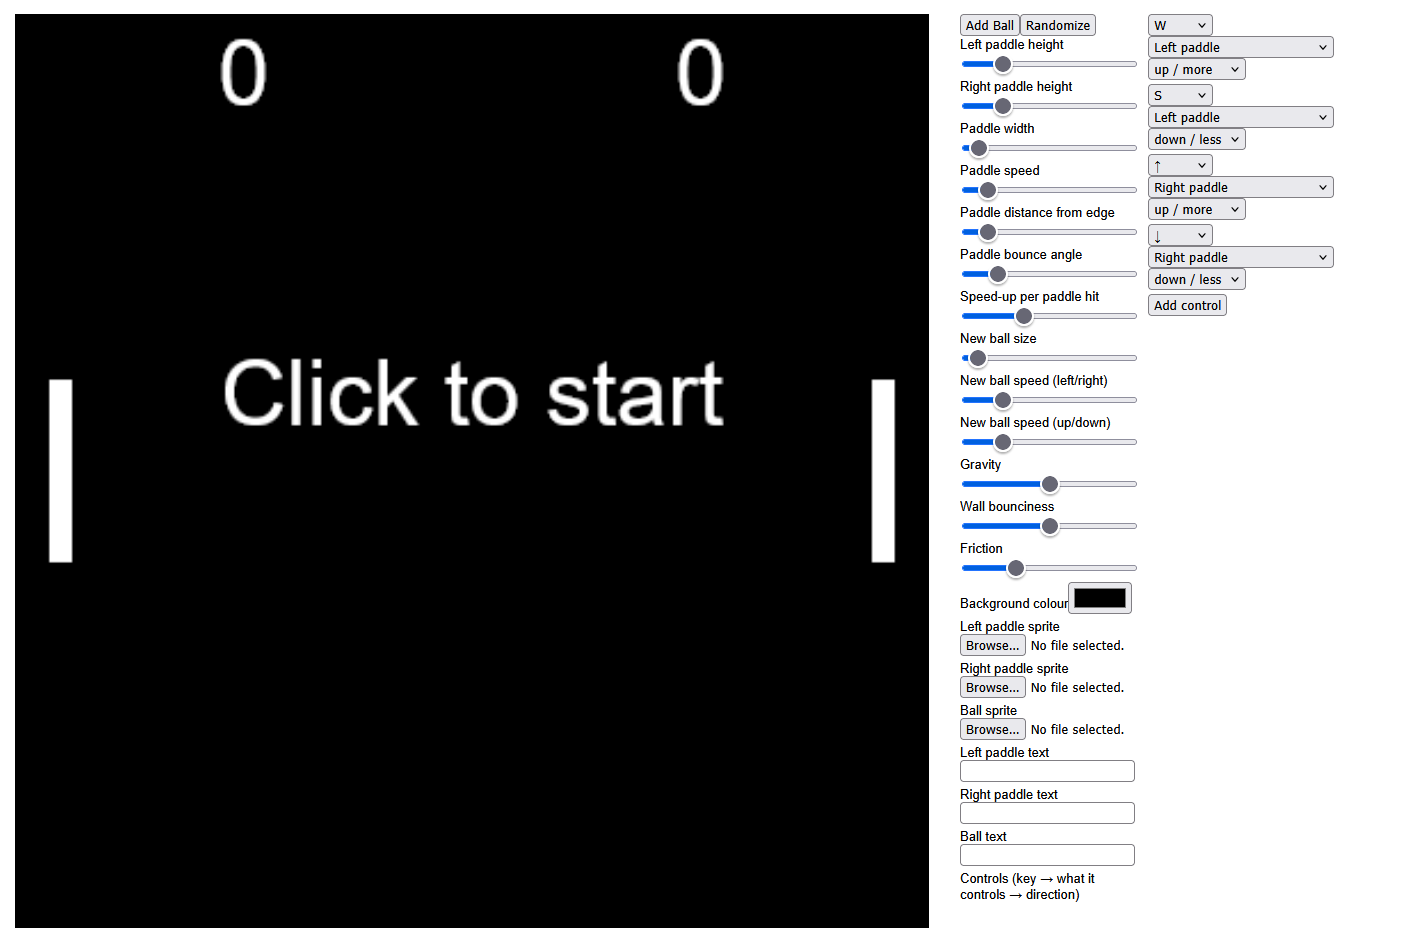 0 0
Click to start
Add Ball Randomize
Left paddle height
Right paddle height
Paddle width
Paddle speed
Paddle distance from edge
Paddle bounce angle
Speed-up per paddle hit
New ball size
New ball speed (left/right)
New ball speed (up/down)
Gravity
Wall bounciness
Friction
Background colour
Left paddle sprite
Browse... No file selected.
Right paddle sprite
Browse... No file selected.
Ball sprite
Browse... No file selected.
Left paddle text
Right paddle text
Ball text
Controls (key → what it
controls → direction)
W
Left paddle
up / more
S
Left paddle
down / less
↑
Right paddle
up / more
↓
Right paddle
down / less
Add control